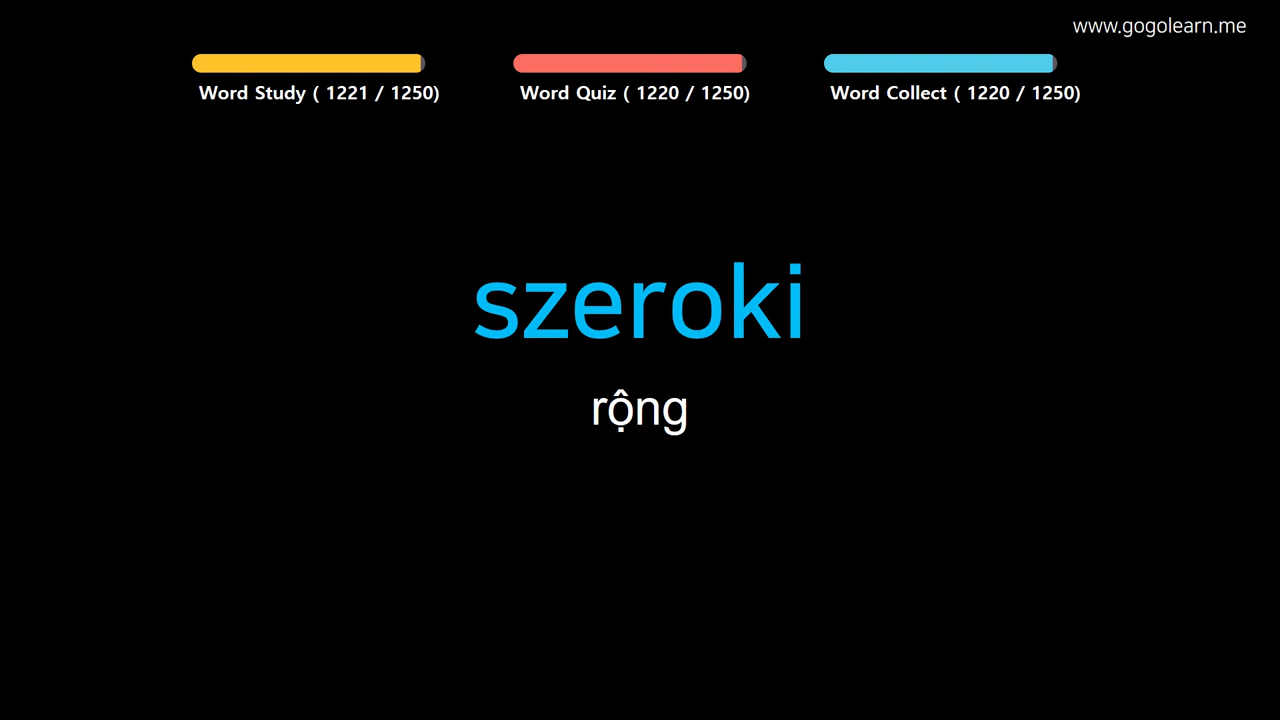 www.gogolearn.me
Word Study ( 1221 / 1250)
Word Quiz ( 1220 / 1250)
Word Collect ( 1220 / 1250)
szeroki
rộng